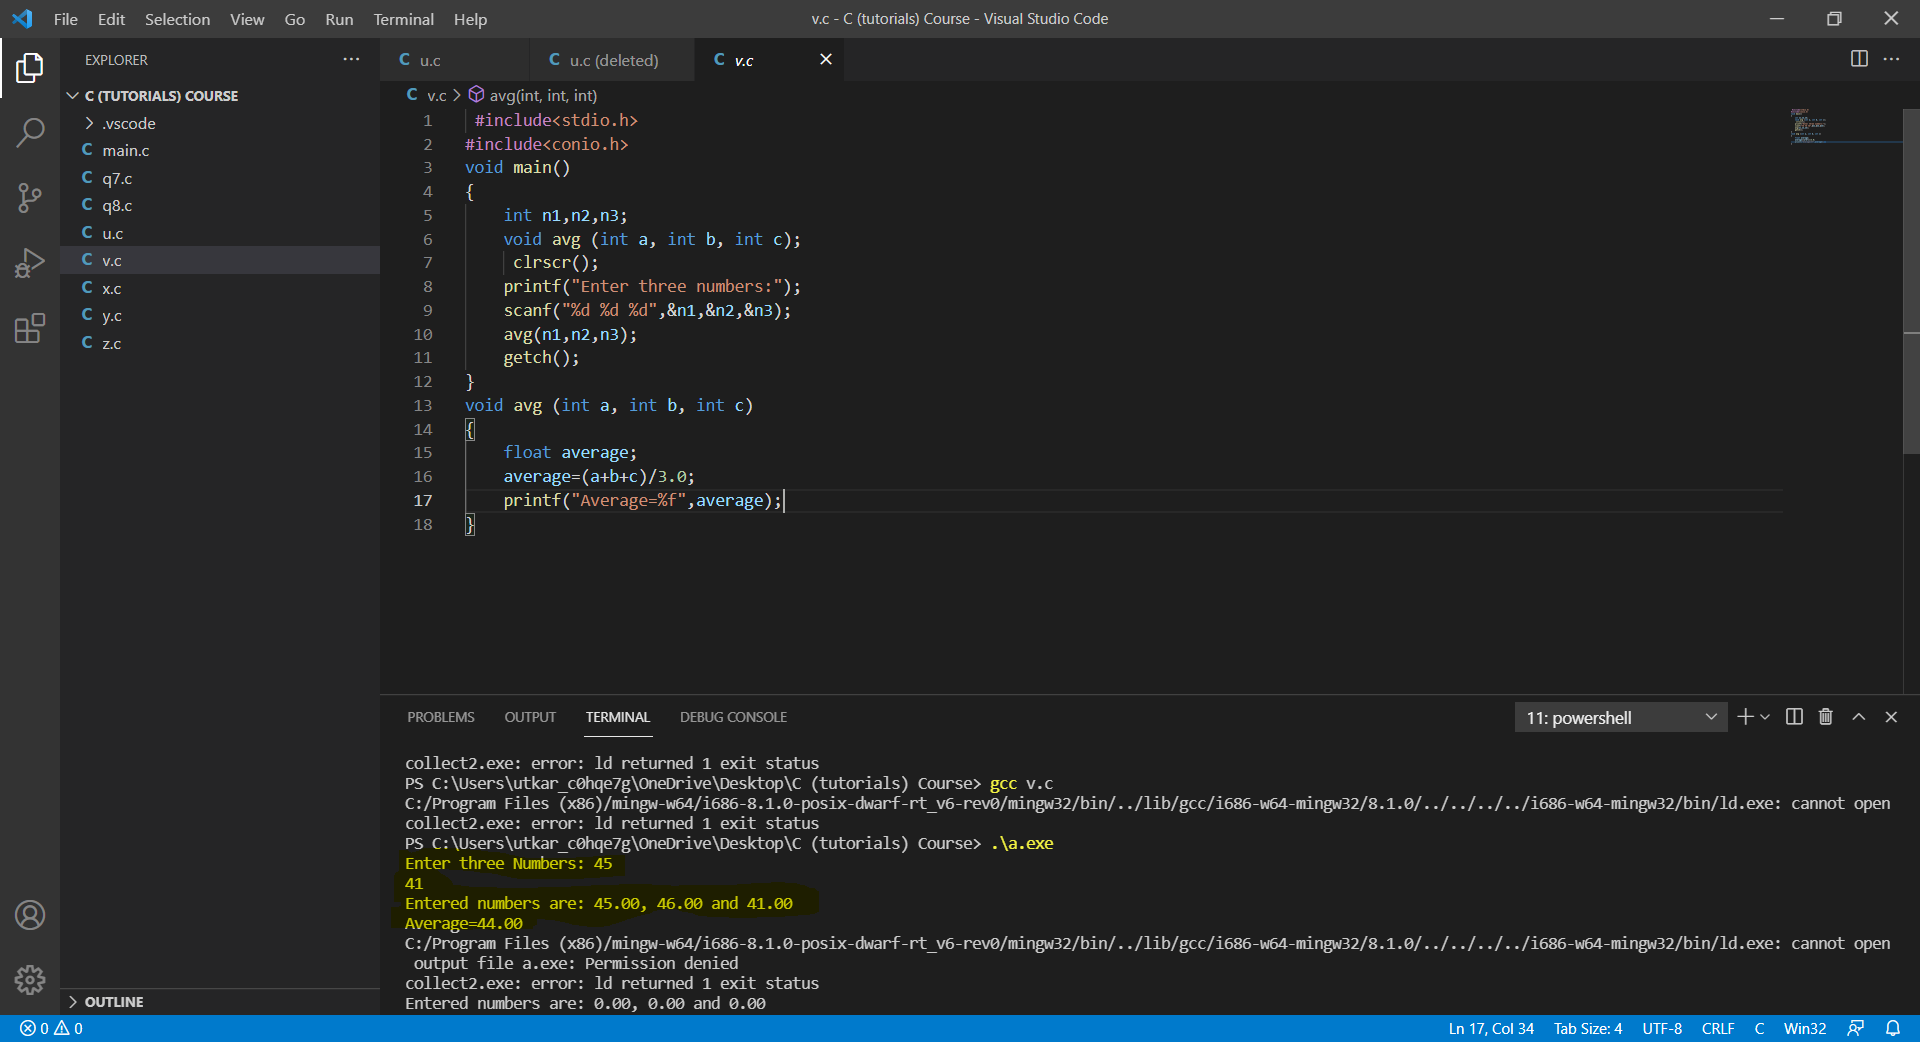 File Edit Selection View Go Run Terminal Help
v.c - C (tutorials) Course - Visual Studio Code
EXPLORER
C (TUTORIALS) COURSE
.vscode
C main.c
C q7.c
C q8.c
C u.c
C v.c
C x.c
C y.c
C z.c
OUTLINE
C u.c C u.c (deleted) C v.c
C v.c > avg(int, int, int)
1 #include<stdio.h>
2 #include<conio.h>
3 void main()
4 {
5 int n1,n2,n3;
6 void avg (int a, int b, int c);
7 clrscr();
8 printf("Enter three numbers:");
9 scanf("%d %d %d",&n1,&n2,&n3);
10 avg(n1,n2,n3);
11 getch();
12 }
13 void avg (int a, int b, int c)
14 {
15 float average;
16 average=(a+b+c)/3.0;
17 printf("Average=%f",average);
18 }
PROBLEMS OUTPUT TERMINAL DEBUG CONSOLE
11: powershell
collect2.exe: error: ld returned 1 exit status
PS C:\Users\utkar_c0hqe7g\OneDrive\Desktop\C (tutorials) Course> gcc v.c
C:/Program Files (x86)/mingw-w64/i686-8.1.0-posix-dwarf-rt_v6-rev0/mingw32/bin/../lib/gcc/i686-w64-mingw32/8.1.0/../../../../i686-w64-mingw32/bin/ld.exe: cannot open
collect2.exe: error: ld returned 1 exit status
PS C:\Users\utkar_c0hqe7g\OneDrive\Desktop\C (tutorials) Course> .\a.exe
Enter three Numbers: 45
41
Entered numbers are: 45.00, 46.00 and 41.00
Average=44.00
C:/Program Files (x86)/mingw-w64/i686-8.1.0-posix-dwarf-rt_v6-rev0/mingw32/bin/../lib/gcc/i686-w64-mingw32/8.1.0/../../../../i686-w64-mingw32/bin/ld.exe: cannot open
output file a.exe: Permission denied
collect2.exe: error: ld returned 1 exit status
Entered numbers are: 0.00, 0.00 and 0.00
0 0
Ln 17, Col 34 Tab Size: 4 UTF-8 CRLF C Win32